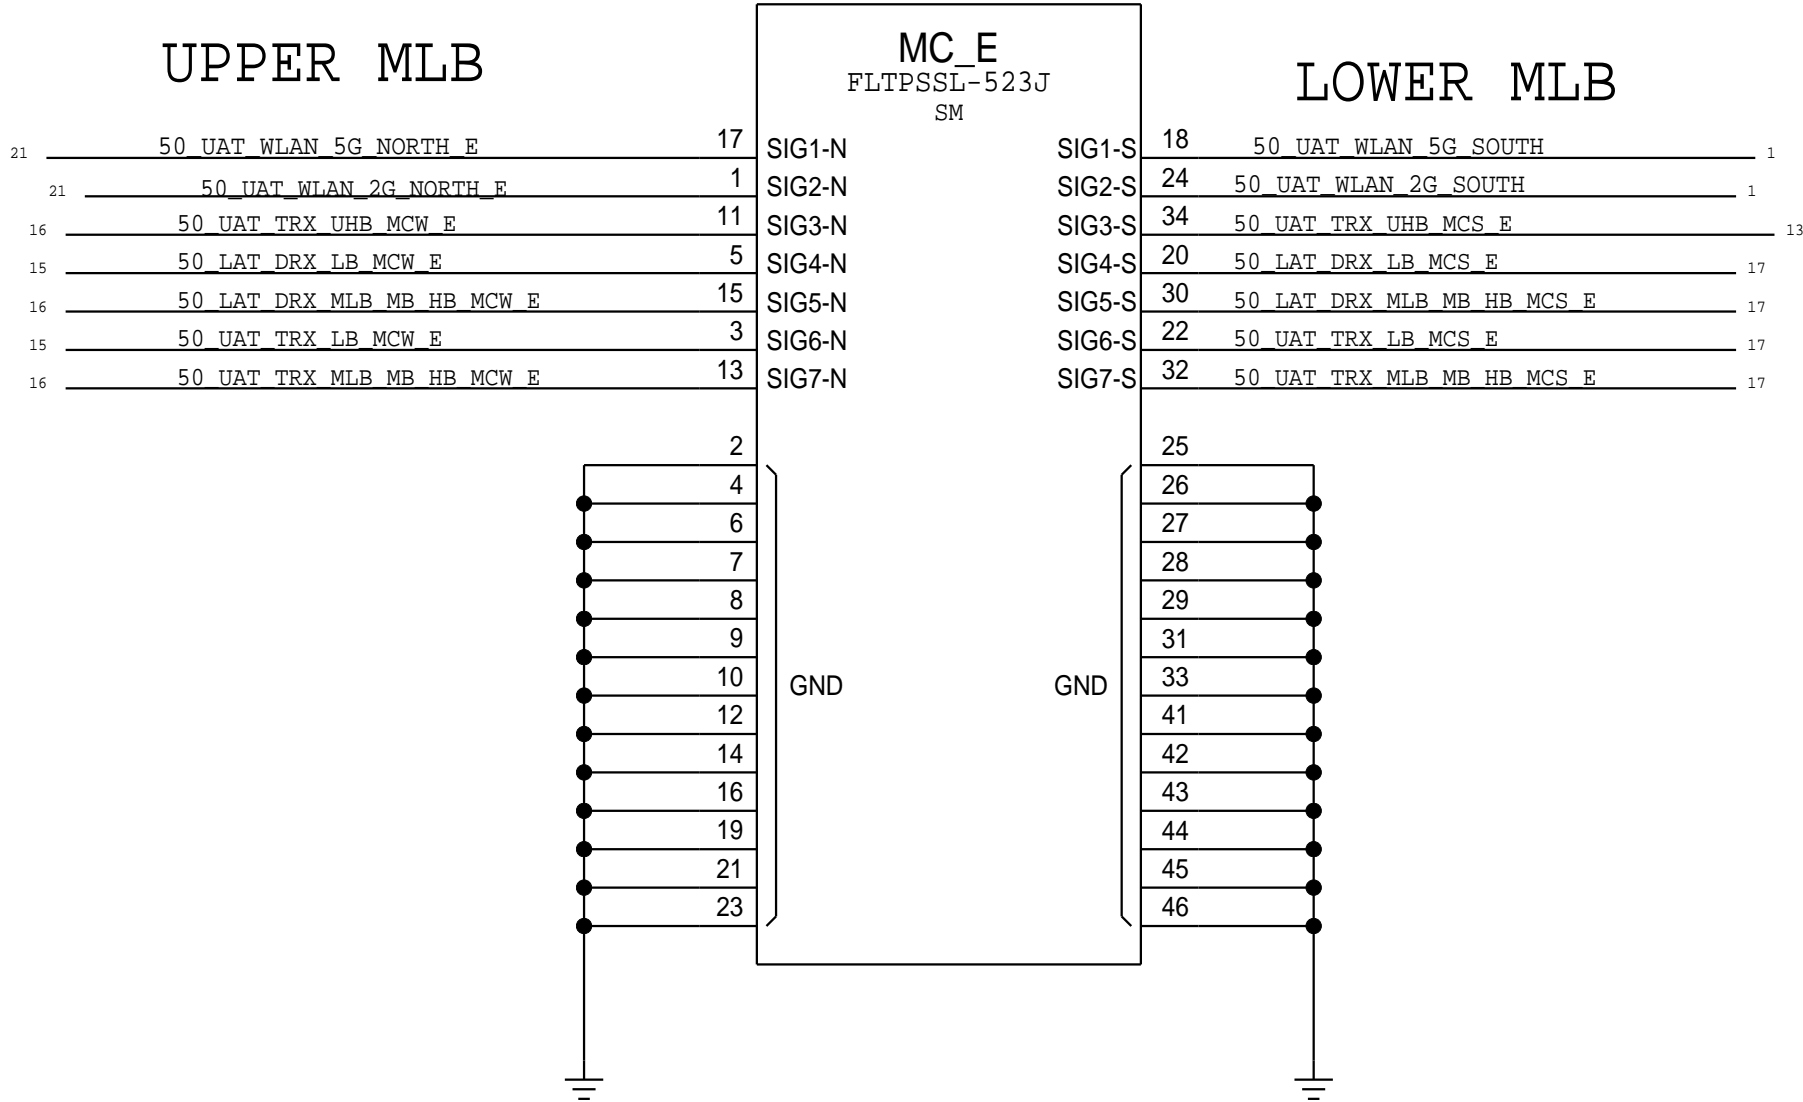 UPPER MLB
MC_E
FLTPSSL-523J
SM
LOWER MLB
21 50_UAT_WLAN_5G_NORTH_E 17 SIG1-N SIG1-S 18 50_UAT_WLAN_5G_SOUTH 1
21 50_UAT_WLAN_2G_NORTH_E 1 SIG2-N SIG2-S 24 50_UAT_WLAN_2G_SOUTH 1
16 50_UAT_TRX_UHB_MCW_E 11 SIG3-N SIG3-S 34 50_UAT_TRX_UHB_MCS_E 13
15 50_LAT_DRX_LB_MCW_E 5 SIG4-N SIG4-S 20 50_LAT_DRX_LB_MCS_E 17
16 50_LAT_DRX_MLB_MB_HB_MCW_E 15 SIG5-N SIG5-S 30 50_LAT_DRX_MLB_MB_HB_MCS_E 17
15 50_UAT_TRX_LB_MCW_E 3 SIG6-N SIG6-S 22 50_UAT_TRX_LB_MCS_E 17
16 50_UAT_TRX_MLB_MB_HB_MCW_E 13 SIG7-N SIG7-S 32 50_UAT_TRX_MLB_MB_HB_MCS_E 17
2 25
4 26
6 27
7 28
8 29
9 31
10 GND GND 33
12 41
14 42
16 43
19 44
21 45
23 46